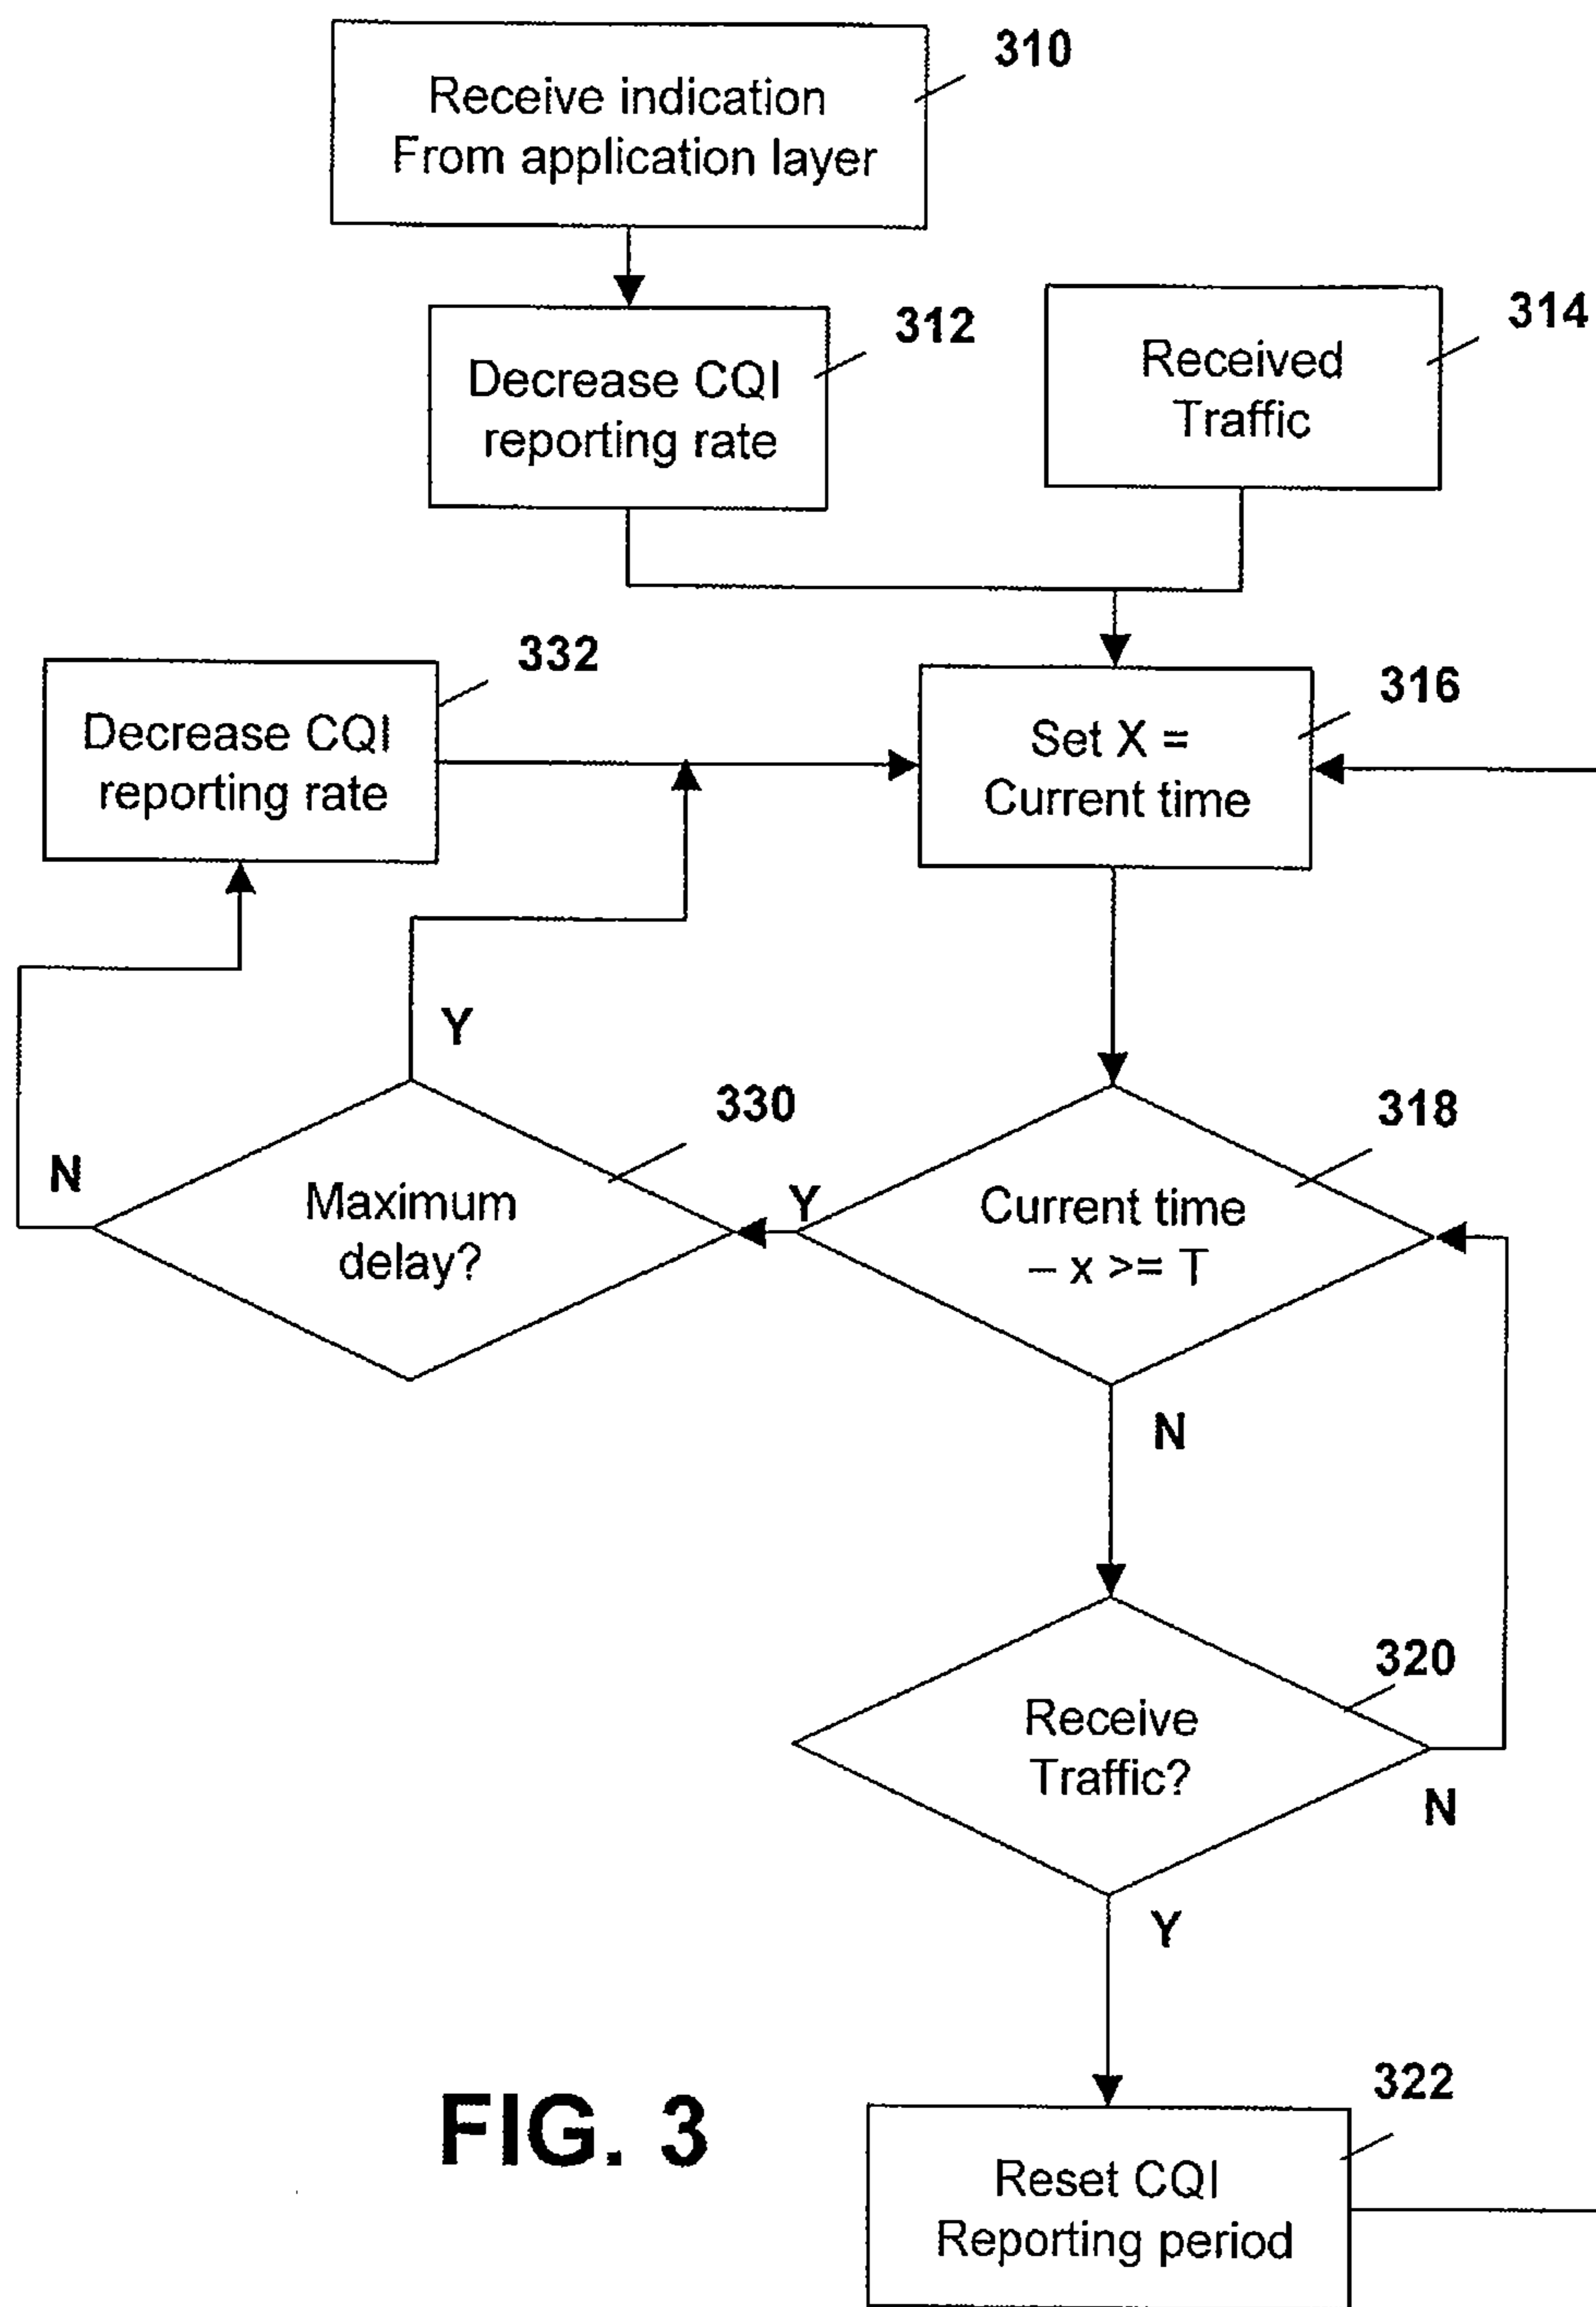 310
Receive indication
From application layer
312
Decrease CQI
reporting rate
314
Received
Traffic
332
Decrease CQI
reporting rate
316
Set X =
Current time
Y
N
330
Maximum
delay?
Y
318
Current time
– x >= T
N
320
Receive
Traffic?
N
Y
322
Reset CQI
Reporting period
FIG. 3